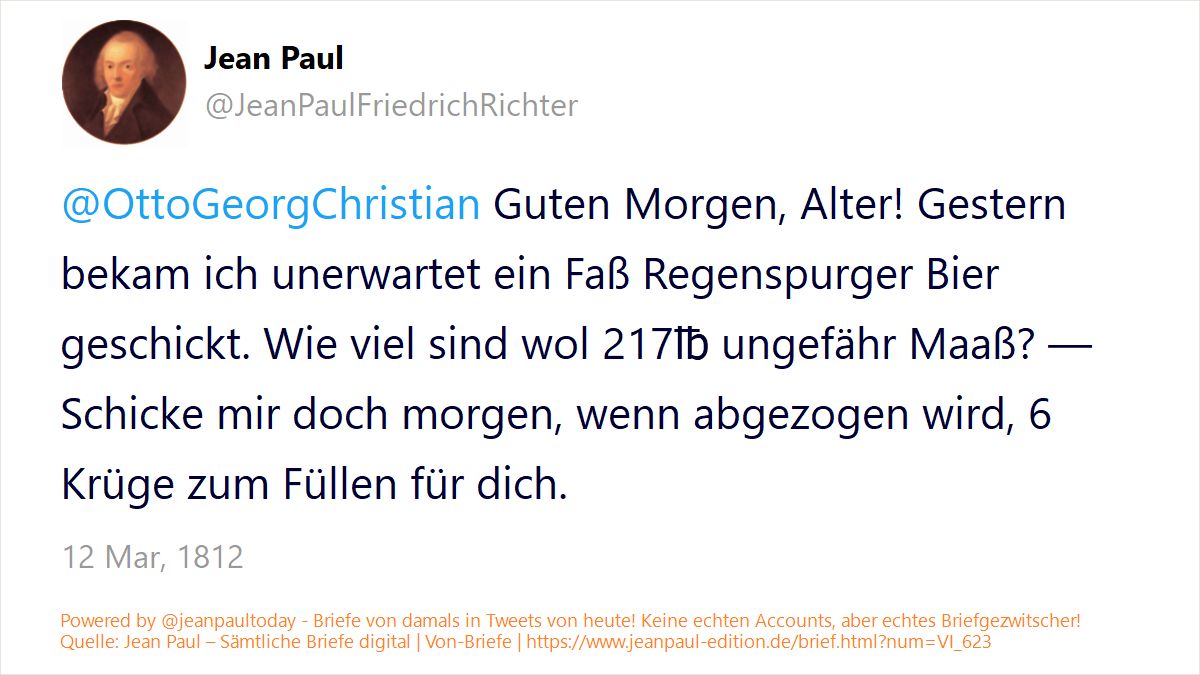 Jean Paul
@JeanPaulFriedrichRichter
@OttoGeorgChristian Guten Morgen, Alter! Gestern
bekam ich unerwartet ein Faß Regenspurger Bier
geschickt. Wie viel sind wol 217℔ ungefähr Maaß? —
Schicke mir doch morgen, wenn abgezogen wird, 6
Krüge zum Füllen für dich.
12 Mar, 1812
Powered by @jeanpaultoday - Briefe von damals in Tweets von heute! Keine echten Accounts, aber echtes Briefgezwitscher!
Quelle: Jean Paul – Sämtliche Briefe digital | Von-Briefe | https://www.jeanpaul-edition.de/brief.html?num=VI_623